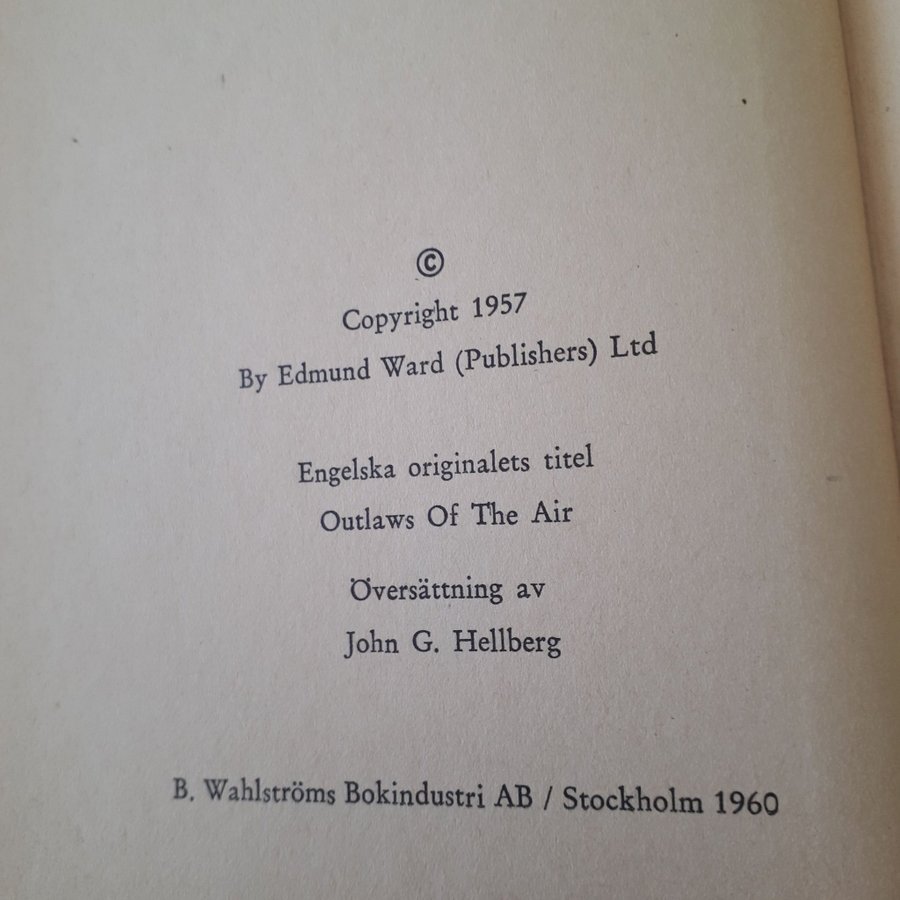 ©
Copyright 1957
By Edmund Ward (Publishers) Ltd
Engelska originalets titel
Outlaws Of The Air
Översättning av
John G. Hellberg
B. Wahlströms Bokindustri AB / Stockholm 1960